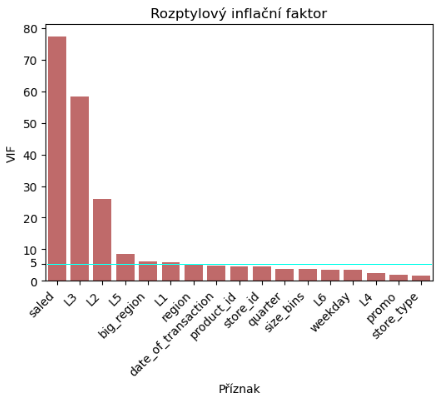 Rozptylový inflační faktor
VIF
80
70
60
50
40
30
20
10
5
0
saled
L3
L2
L5
big_region
L1
region
date_of_transaction
product_id
store_id
quarter
size_bins
L6
weekday
L4
promo
store_type
Příznak